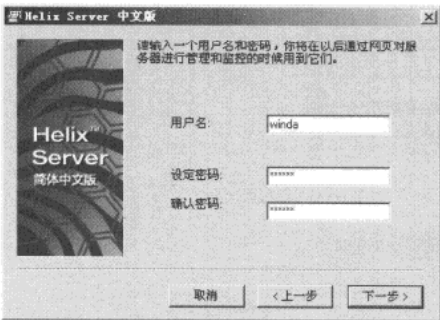 Helix Server 中文版
请输入一个用户名和密码，你将在以后通过网页对服
务器进行管理和监控的时候用到它们。
Helix™
Server
简体中文版
用户名:
winda
设定密码:
******
确认密码:
******
取消
<上一步
下一步>